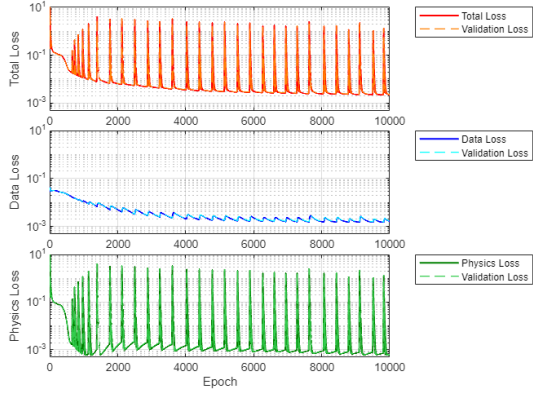 Total Loss
10^1
10^-1
10^-3
0 2000 4000 6000 8000 10000
Total Loss
Validation Loss
Data Loss
10^1
10^-1
10^-3
0 2000 4000 6000 8000 10000
Data Loss
Validation Loss
Physics Loss
10^1
10^-1
10^-3
0 2000 4000 6000 8000 10000
Epoch
Physics Loss
Validation Loss